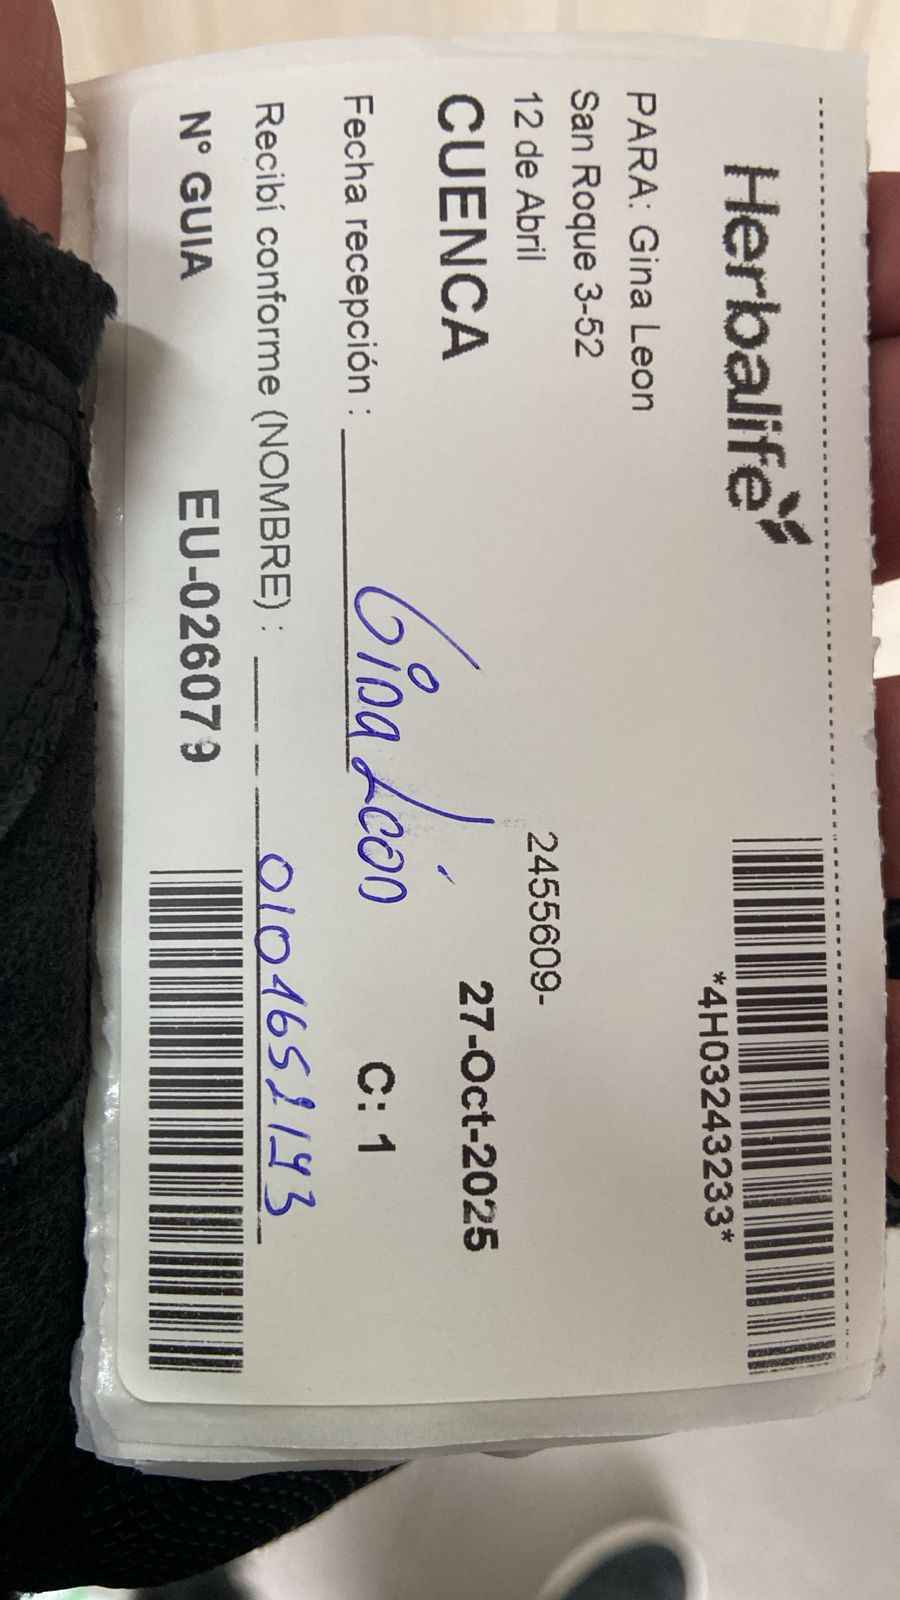 Herbalife
*4H03243233*
PARA: Gina Leon
San Roque 3-52
12 de Abril
2455609-
CUENCA
27-Oct-2025
Fecha recepción :
Gina León
C: 1
Recibí conforme (NOMBRE) :
N° GUIA
EU-026079